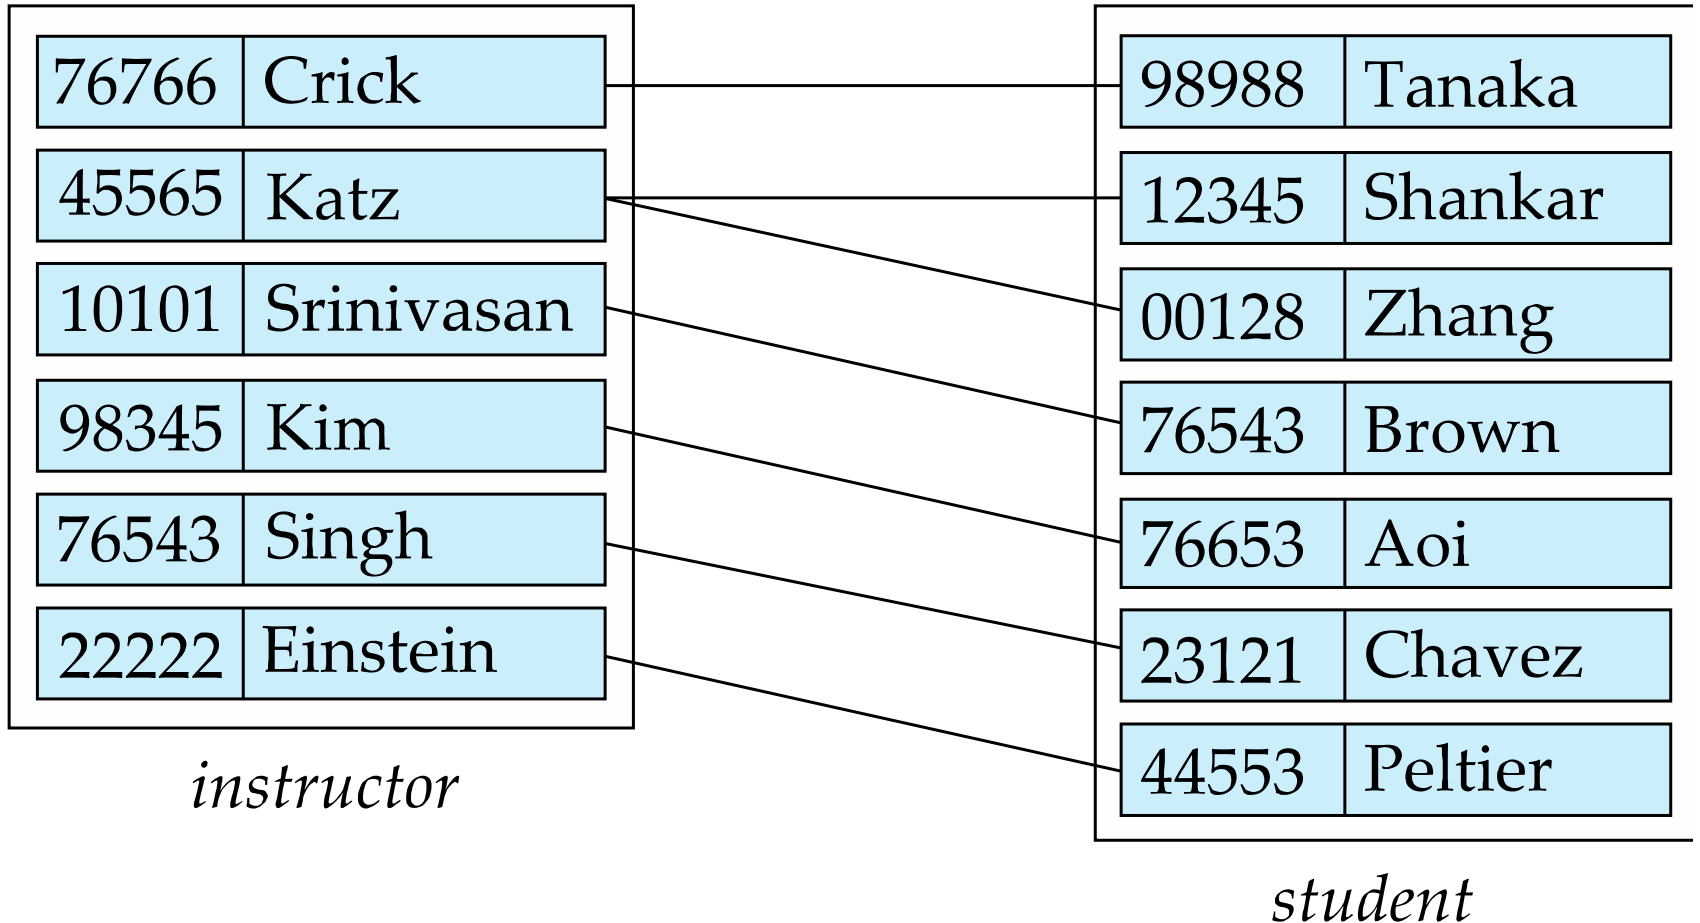 76766 Crick
45565 Katz
10101 Srinivasan
98345 Kim
76543 Singh
22222 Einstein
instructor
98988 Tanaka
12345 Shankar
00128 Zhang
76543 Brown
76653 Aoi
23121 Chavez
44553 Peltier
student